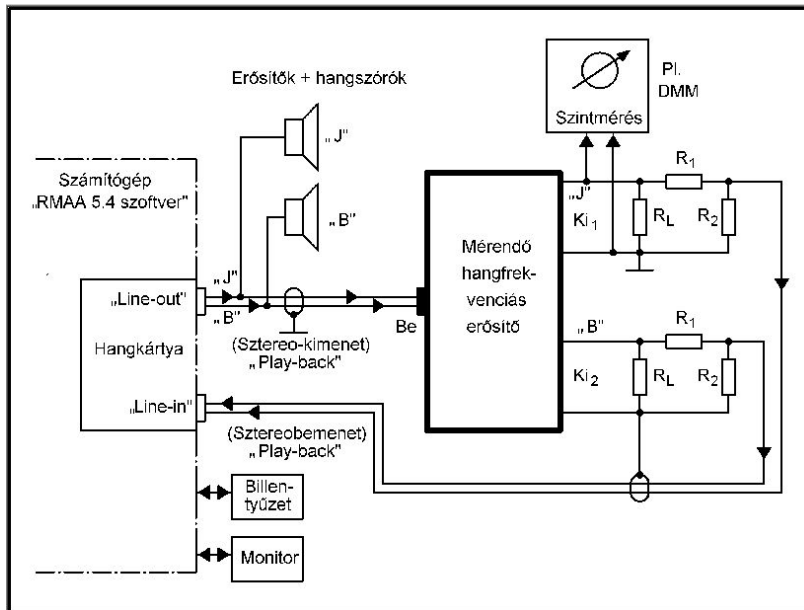 Erősítők + hangszórók
„J”
„B”
Pl.
DMM
Szintmérés
Számítógép
„RMAA 5.4 szoftver”
„Line-out”
Hangkártya
„Line-in”
„J”
„B”
(Sztereo-kimenet)
„Play-back”
Be
(Sztereobemenet)
„Play-back”
Billen-
tyűzet
Monitor
Mérendő
hangfrek-
venciás
erősítő
„J”
Ki1
R1
RL
R2
„B”
Ki2
R1
RL
R2